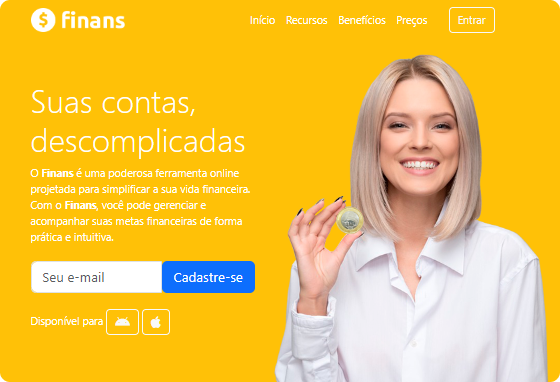 finans
Início Recursos Benefícios Preços Entrar
Suas contas,
descomplicadas
O Finans é uma poderosa ferramenta online
projetada para simplificar a sua vida financeira.
Com o Finans, você pode gerenciar e
acompanhar suas metas financeiras de forma
prática e intuitiva.
Seu e-mail Cadastre-se
Disponível para